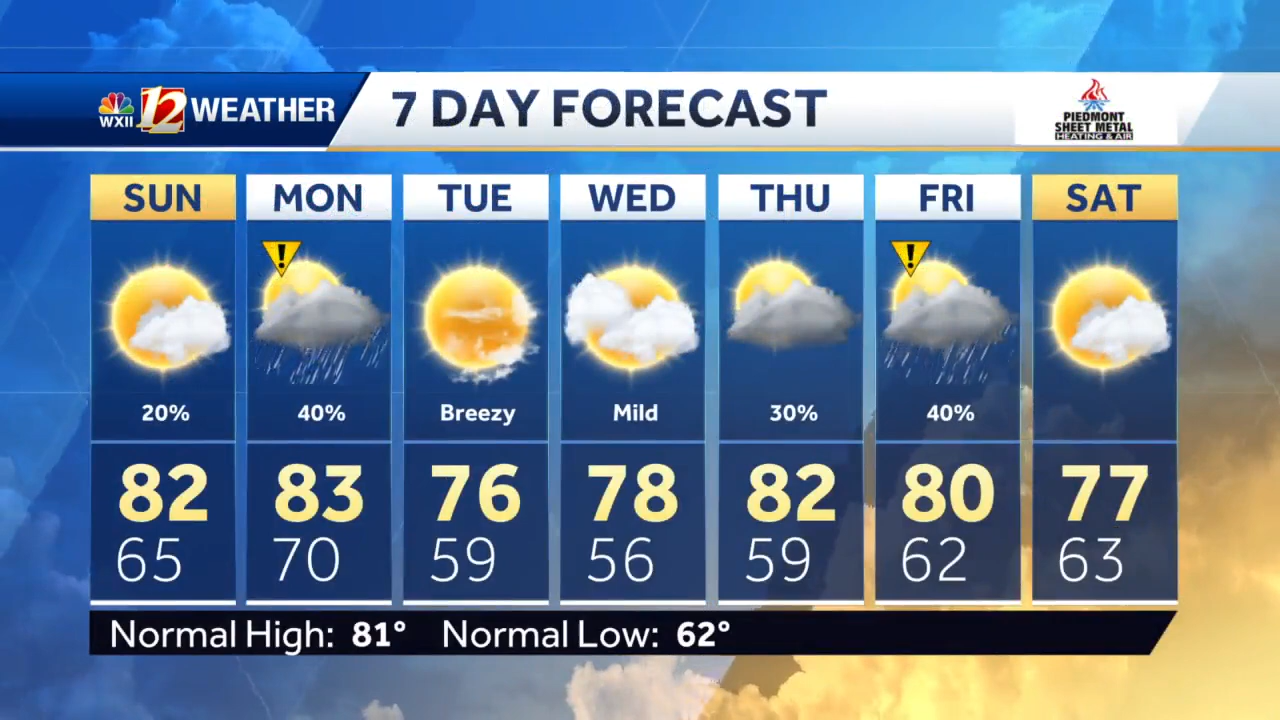 WXII 12 WEATHER
7 DAY FORECAST
PIEDMONT
SHEET METAL
HEATING & AIR
SUN MON TUE WED THU FRI SAT
! !
20% 40% Breezy Mild 30% 40%
82 83 76 78 82 80 77
65 70 59 56 59 62 63
Normal High: 81° Normal Low: 62°